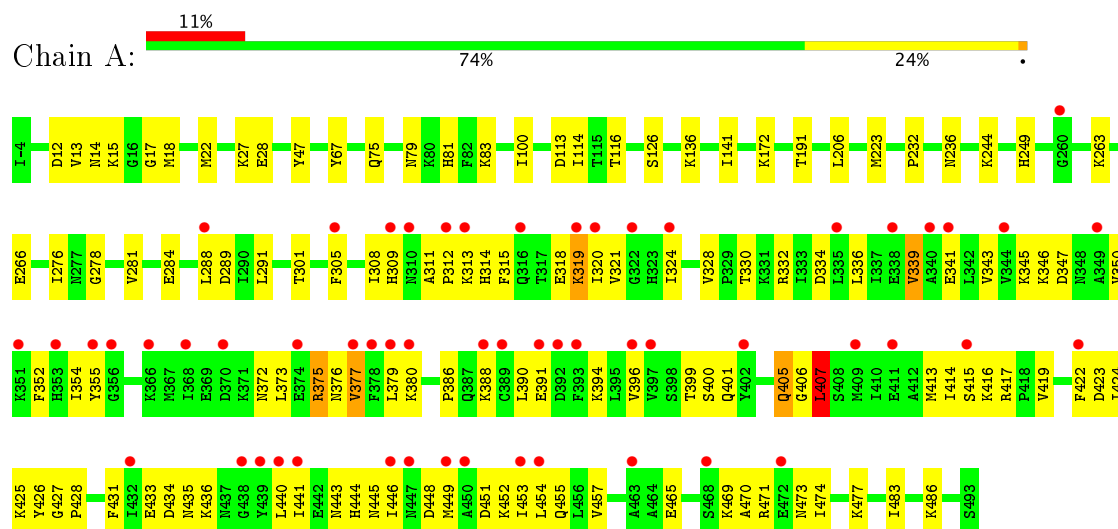 11%
Chain A:
74% 24% •
I-4 D12 V13 N14 K15 G16 G17 M18 M22 K27 E28 Y47 Y67 Q75 N79 K80 H81 F82 K83 I100 D113 I114 T115 T116 S126 K136 I141 K172 T191 L206 M223 P232 N236 K244 H249 G260 K263
E266 I276 N277 G278 V281 E284 L288 D289 I290 L291 T301 F305 I308 H309 N310 A311 P312 K313 H314 F315 Q316 T317 E318 K319 I320 V321 G322 H323 I324 V328 P329 T330 K331 R332 I333 D334 L335 L336 I337 E338 V339 A340 E341 L342 V343 V344 K345 K346 D347 N348 A349 V350
K351 F352 H353 I354 Y355 G356 K366 M367 I368 E369 D370 K371 N372 L373 E374 R375 N376 V377 F378 L379 K380 P386 Q387 K388 C389 L390 E391 D392 F393 K394 L395 V396 V397 S398 T399 S400 Q401 Y402 Q405 G406 L407 S408 M409 I410 E411 A412 M413 I414 S415 K416 R417 P418 V419 F422 D423 I424
K425 Y426 G427 P428 F431 I432 E433 D434 N435 K436 N437 G438 Y439 L440 I441 E442 N443 H444 N445 I446 N447 D448 M449 A450 D451 K452 I453 L454 Q455 L456 V457 A463 A464 E465 S468 K469 A470 R471 E472 N473 I474 K477 I483 K486 S493